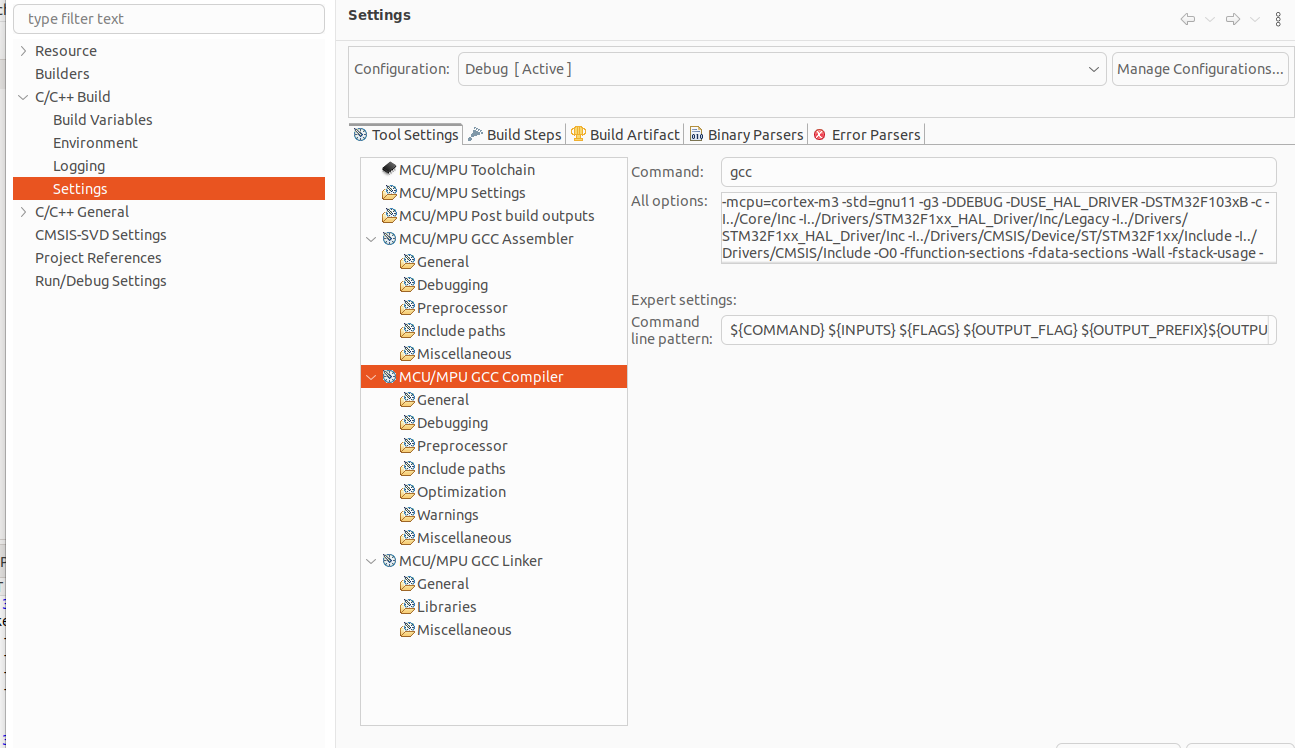 type filter text
Resource
Builders
C/C++ Build
Build Variables
Environment
Logging
Settings
C/C++ General
CMSIS-SVD Settings
Project References
Run/Debug Settings
Settings
Configuration:
Debug [ Active ]
Manage Configurations...
Tool Settings
Build Steps
Build Artifact
Binary Parsers
Error Parsers
MCU/MPU Toolchain
MCU/MPU Settings
MCU/MPU Post build outputs
MCU/MPU GCC Assembler
General
Debugging
Preprocessor
Include paths
Miscellaneous
MCU/MPU GCC Compiler
General
Debugging
Preprocessor
Include paths
Optimization
Warnings
Miscellaneous
MCU/MPU GCC Linker
General
Libraries
Miscellaneous
Command:
gcc
All options:
-mcpu=cortex-m3 -std=gnu11 -g3 -DDEBUG -DUSE_HAL_DRIVER -DSTM32F103xB -c -
I../Core/Inc -I../Drivers/STM32F1xx_HAL_Driver/Inc/Legacy -I../Drivers/
STM32F1xx_HAL_Driver/Inc -I../Drivers/CMSIS/Device/ST/STM32F1xx/Include -I../
Drivers/CMSIS/Include -O0 -ffunction-sections -fdata-sections -Wall -fstack-usage -
Expert settings:
Command
line pattern:
${COMMAND} ${INPUTS} ${FLAGS} ${OUTPUT_FLAG} ${OUTPUT_PREFIX}${OUTPU